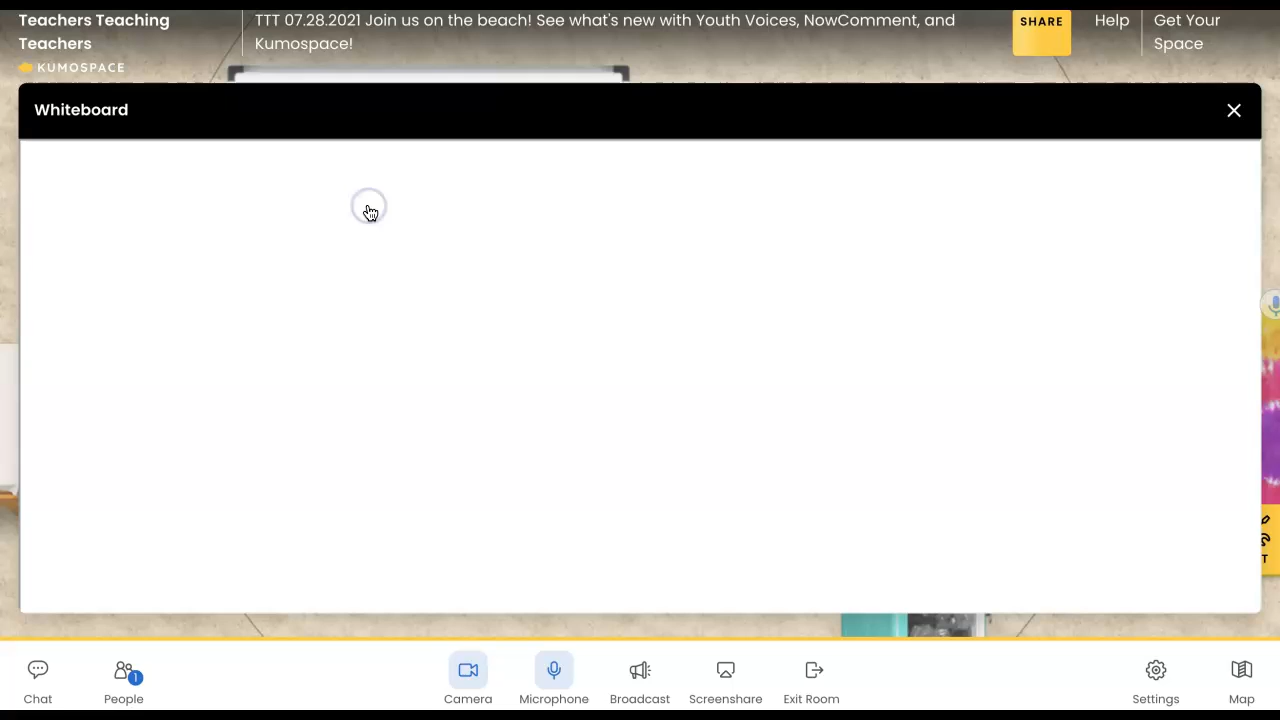 Teachers Teaching
Teachers
TTT 07.28.2021 Join us on the beach! See what's new with Youth Voices, NowComment, and
Kumospace!
SHARE
Help
Get Your
Space
KUMOSPACE
Whiteboard
T
1
Chat
People
Camera
Microphone
Broadcast
Screenshare
Exit Room
Settings
Map